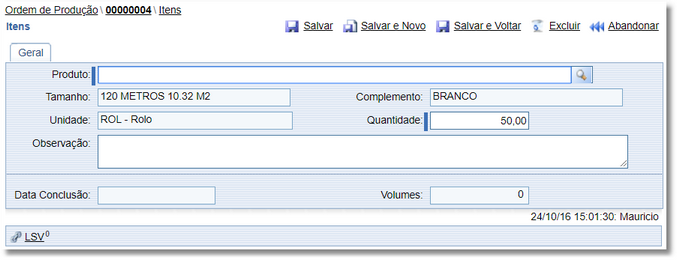 Ordem de Produção \ 00000004 \ Itens
Itens
Salvar Salvar e Novo Salvar e Voltar Excluir Abandonar
Geral
Produto:
Tamanho: 120 METROS 10.32 M2 Complemento: BRANCO
Unidade: ROL - Rolo Quantidade: 50,00
Observação:
Data Conclusão: Volumes: 0
24/10/16 15:01:30: Mauricio
LSV 0